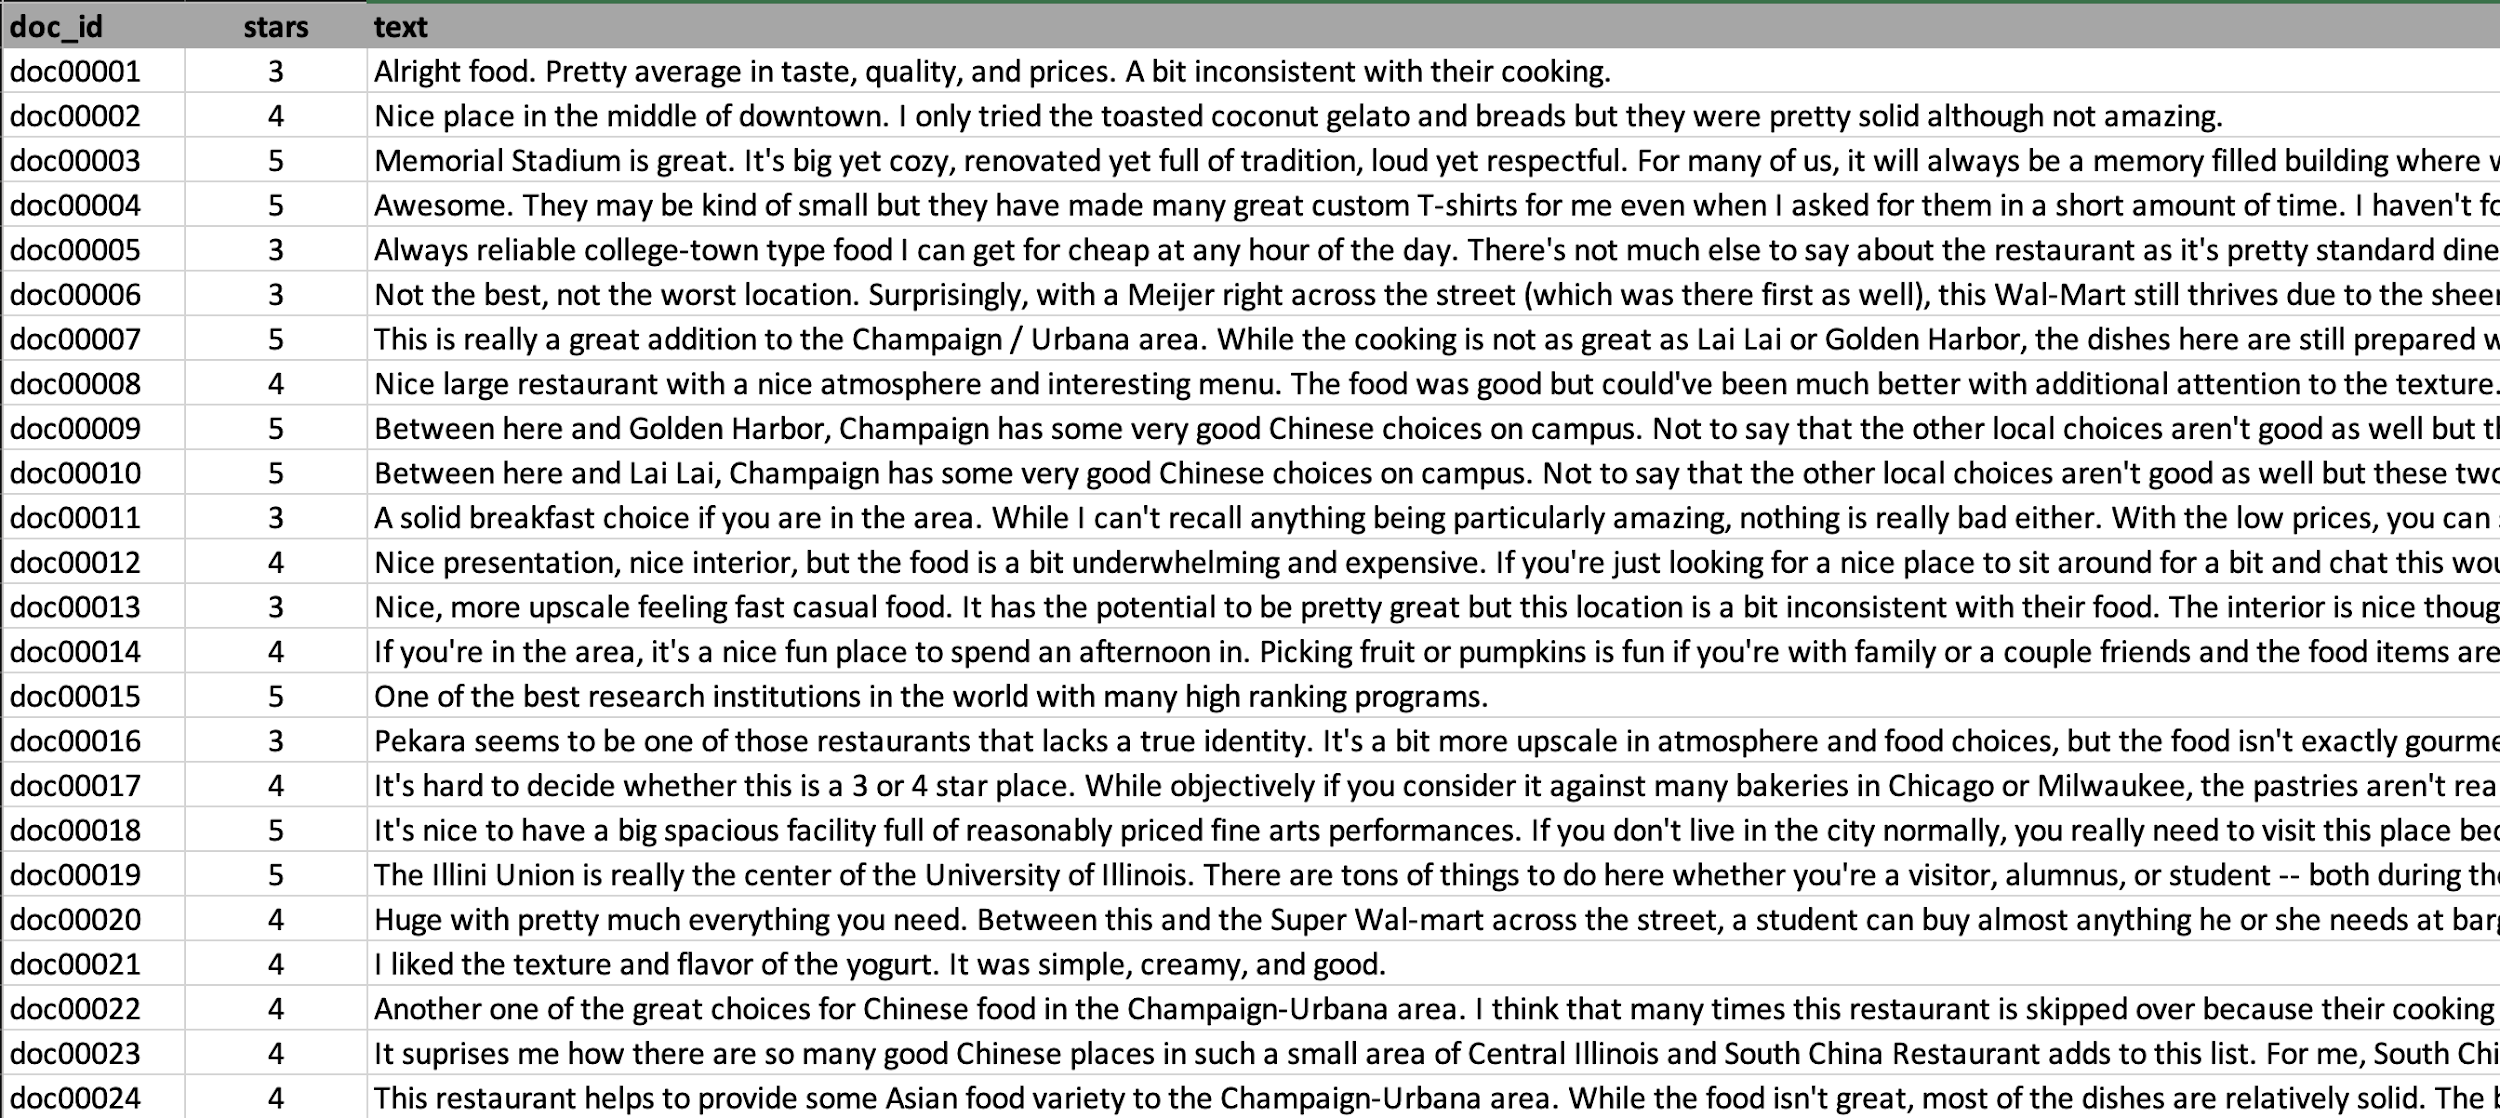 doc_id stars text
doc00001 3 Alright food. Pretty average in taste, quality, and prices. A bit inconsistent with their cooking.
doc00002 4 Nice place in the middle of downtown. I only tried the toasted coconut gelato and breads but they were pretty solid although not amazing.
doc00003 5 Memorial Stadium is great. It's big yet cozy, renovated yet full of tradition, loud yet respectful. For many of us, it will always be a memory filled building where
doc00004 5 Awesome. They may be kind of small but they have made many great custom T-shirts for me even when I asked for them in a short amount of time. I haven't
doc00005 3 Always reliable college-town type food I can get for cheap at any hour of the day. There's not much else to say about the restaurant as it's pretty standard dine
doc00006 3 Not the best, not the worst location. Surprisingly, with a Meijer right across the street (which was there first as well), this Wal-Mart still thrives due to the sheer
doc00007 5 This is really a great addition to the Champaign / Urbana area. While the cooking is not as great as Lai Lai or Golden Harbor, the dishes here are still prepared
doc00008 4 Nice large restaurant with a nice atmosphere and interesting menu. The food was good but could've been much better with additional attention to the texture.
doc00009 5 Between here and Golden Harbor, Champaign has some very good Chinese choices on campus. Not to say that the other local choices aren't good as well but
doc00010 5 Between here and Lai Lai, Champaign has some very good Chinese choices on campus. Not to say that the other local choices aren't good as well but these
doc00011 3 A solid breakfast choice if you are in the area. While I can't recall anything being particularly amazing, nothing is really bad either. With the low prices, you can
doc00012 4 Nice presentation, nice interior, but the food is a bit underwhelming and expensive. If you're just looking for a nice place to sit around for a bit and chat this
doc00013 3 Nice, more upscale feeling fast casual food. It has the potential to be pretty great but this location is a bit inconsistent with their food. The interior is nice thoug
doc00014 4 If you're in the area, it's a nice fun place to spend an afternoon in. Picking fruit or pumpkins is fun if you're with family or a couple friends and the food items are
doc00015 5 One of the best research institutions in the world with many high ranking programs.
doc00016 3 Pekara seems to be one of those restaurants that lacks a true identity. It's a bit more upscale in atmosphere and food choices, but the food isn't exactly gourme
doc00017 4 It's hard to decide whether this is a 3 or 4 star place. While objectively if you consider it against many bakeries in Chicago or Milwaukee, the pastries aren't rea
doc00018 5 It's nice to have a big spacious facility full of reasonably priced fine arts performances. If you don't live in the city normally, you really need to visit this place
doc00019 5 The Illini Union is really the center of the University of Illinois. There are tons of things to do here whether you're a visitor, alumnus, or student -- both during
doc00020 4 Huge with pretty much everything you need. Between this and the Super Wal-mart across the street, a student can buy almost anything he or she needs at
doc00021 4 I liked the texture and flavor of the yogurt. It was simple, creamy, and good.
doc00022 4 Another one of the great choices for Chinese food in the Champaign-Urbana area. I think that many times this restaurant is skipped over because their cooking
doc00023 4 It suprises me how there are so many good Chinese places in such a small area of Central Illinois and South China Restaurant adds to this list. For me, South Chi
doc00024 4 This restaurant helps to provide some Asian food variety to the Champaign-Urbana area. While the food isn't great, most of the dishes are relatively solid. The